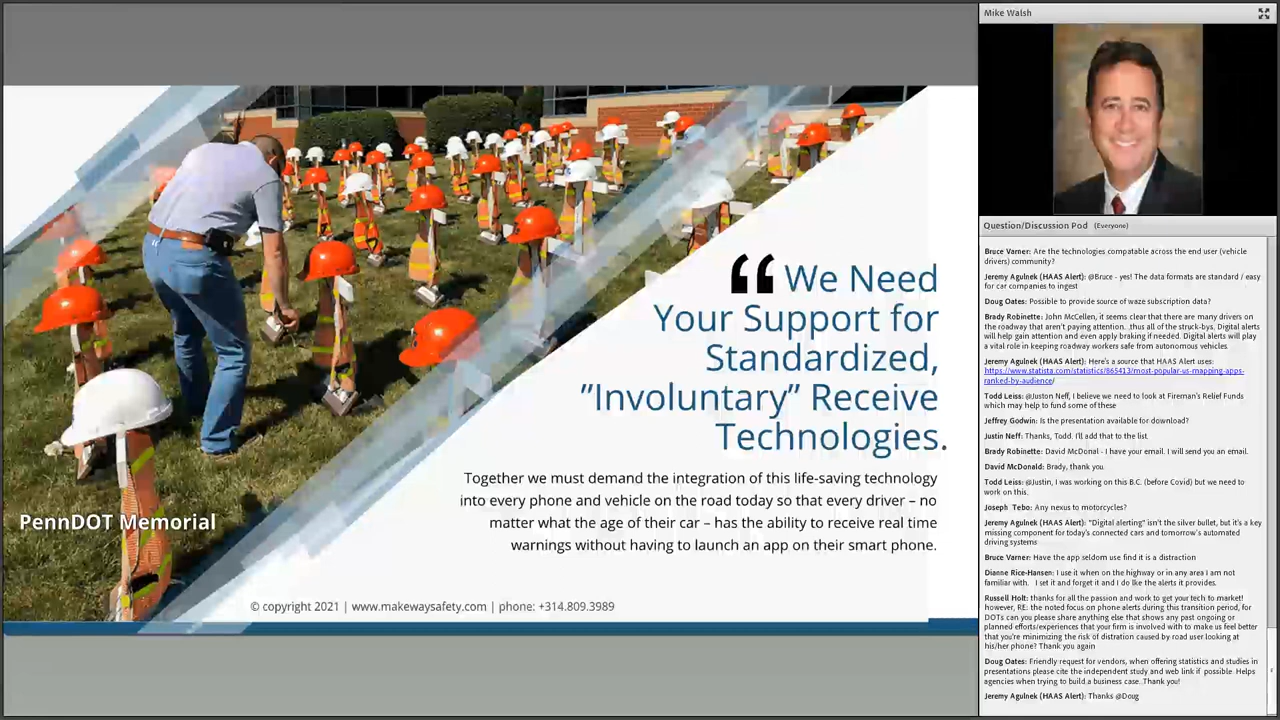 Mike Walsh
“We Need
Your Support for
Standardized,
”Involuntary” Receive
Technologies.
Together we must demand the integration of this life-saving technology
into every phone and vehicle on the road today so that every driver – no
matter what the age of their car – has the ability to receive real time
warnings without having to launch an app on their smart phone.
PennDOT Memorial
© copyright 2021 | www.makewaysafety.com | phone: +314.809.3989
Question/Discussion Pod (Everyone)
Bruce Varner: Are the technologies compatable across the end user (vehicle
drivers) community?
Jeremy Agulnek (HAAS Alert): @Bruce - yes! The data formats are standard / easy
for car companies to ingest
Doug Oates: Possible to provide source of waze subscription data?
Brady Robinette: John McCellen, it seems clear that there are many drivers on
the roadway that aren't paying attention...thus all of the struck-bys. Digital alerts
will help gain attention and even apply braking if needed. Digital alerts will play
a vital role in keeping roadway workers safe from autonomous vehicles.
Jeremy Agulnek (HAAS Alert): Here's a source that HAAS Alert uses:
https://www.statista.com/statistics/865413/most-popular-us-mapping-apps-
ranked-by-audience/
Todd Leiss: @Juston Neff, I believe we need to look at Fireman's Relief Funds
which may help to fund some of these
Jeffrey Godwin: Is the presentation available for download?
Justin Neff: Thanks, Todd. I'll add that to the list.
Brady Robinette: David McDonal - I have your email. I will send you an email.
David McDonald: Brady, thank you.
Todd Leiss: @Justin, I was working on this B.C. (before Covid) but we need to
work on this.
Joseph Tebo: Any nexus to motorcycles?
Jeremy Agulnek (HAAS Alert): "Digital alerting" isn't the silver bullet, but it's a key
missing component for today's connected cars and tomorrow's automated
driving systems
Bruce Varner: Have the app seldom use find it is a distraction
Dianne Rice-Hansen: I use it when on the highway or in any area I am not
familiar with. I set it and forget it and I do lke the alerts it provides.
Russell Holt: thanks for all the passion and work to get your tech to market!
however, RE: the noted focus on phone alerts during this transition period, for
DOTs can you please share anything else that shows any past ongoing or
planned efforts/experiences that your firm is involved with to make us feel better
that you're minimizing the risk of distration caused by road user looking at
his/her phone? Thank you again
Doug Oates: Friendly request for vendors, when offering statistics and studies in
presentations please cite the independent study and web link if possible. Helps
agencies when trying to build a business case..Thank you!
Jeremy Agulnek (HAAS Alert): Thanks @Doug